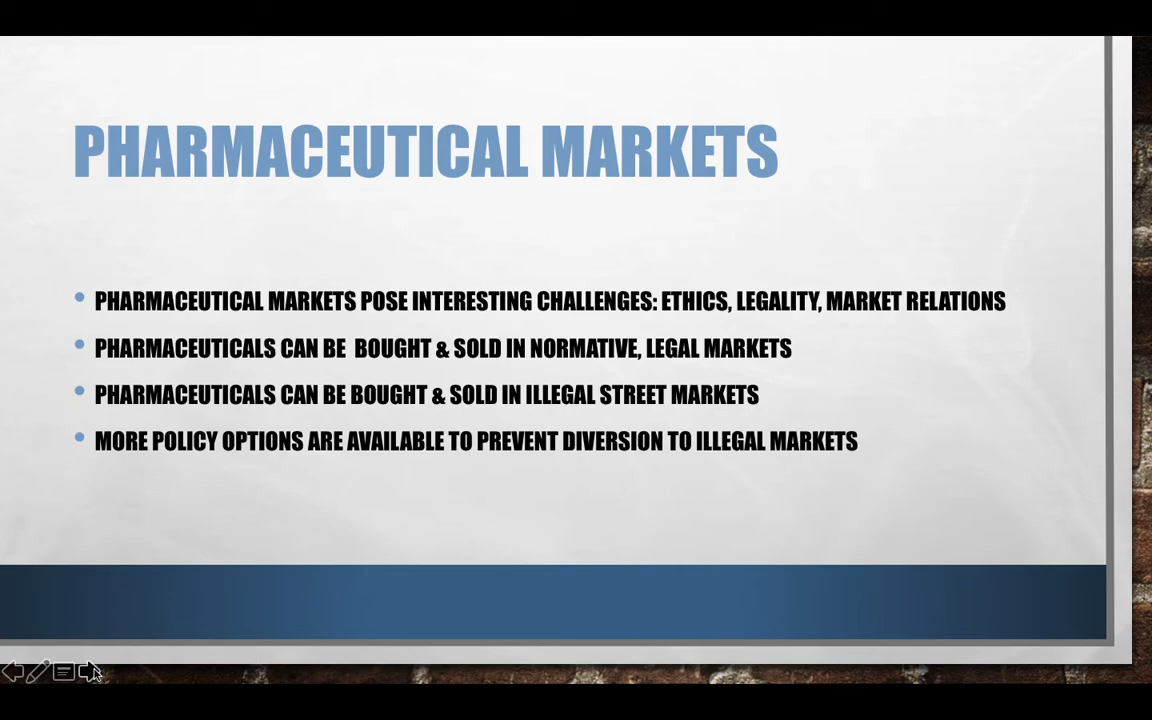 PHARMACEUTICAL MARKETS
• PHARMACEUTICAL MARKETS POSE INTERESTING CHALLENGES: ETHICS, LEGALITY, MARKET RELATIONS
• PHARMACEUTICALS CAN BE  BOUGHT & SOLD IN NORMATIVE, LEGAL MARKETS
• PHARMACEUTICALS CAN BE BOUGHT & SOLD IN ILLEGAL STREET MARKETS
• MORE POLICY OPTIONS ARE AVAILABLE TO PREVENT DIVERSION TO ILLEGAL MARKETS